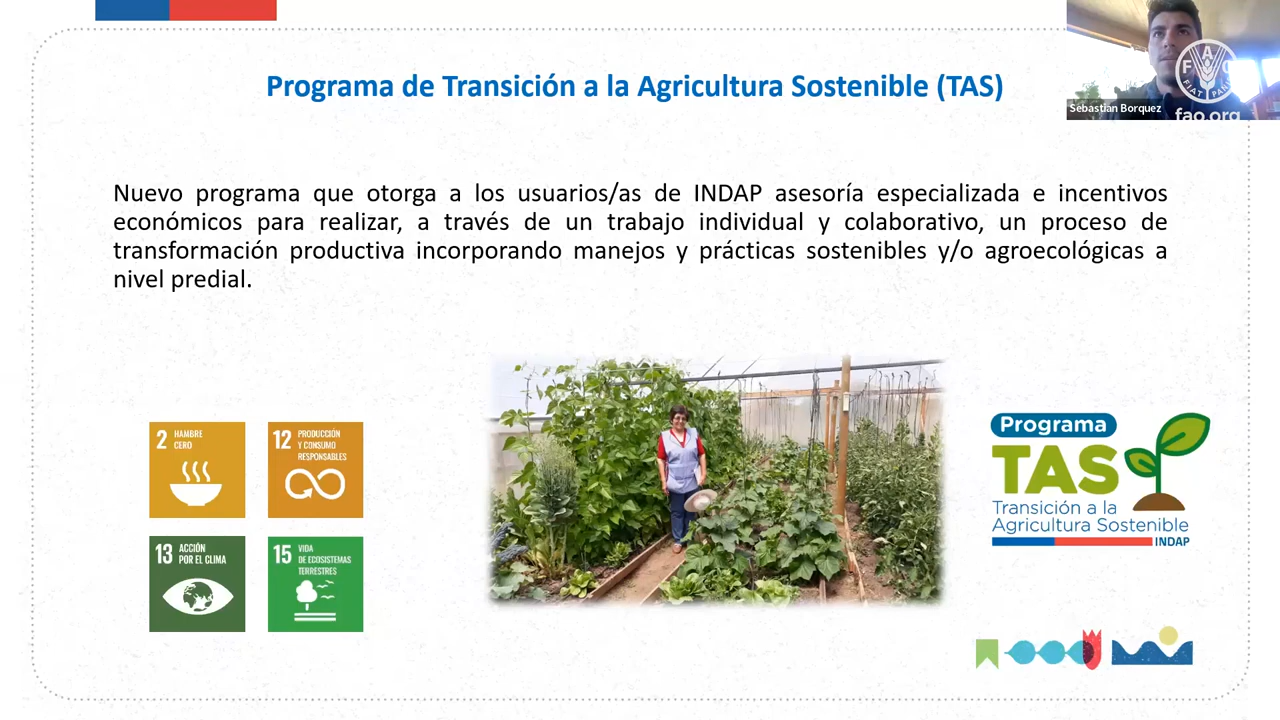 Programa de Transición a la Agricultura Sostenible (TAS)
Sebastian Borquez
F A O
FIAT PANIS
fao.org
Nuevo programa que otorga a los usuarios/as de INDAP asesoría especializada e incentivos
económicos para realizar, a través de un trabajo individual y colaborativo, un proceso de
transformación productiva incorporando manejos y prácticas sostenibles y/o agroecológicas a
nivel predial.
2 HAMBRE
CERO
12 PRODUCCIÓN
Y CONSUMO
RESPONSABLES
13 ACCIÓN
POR EL CLIMA
15 VIDA
DE ECOSISTEMAS
TERRESTRES
Programa
TAS
Transición a la
Agricultura Sostenible
INDAP